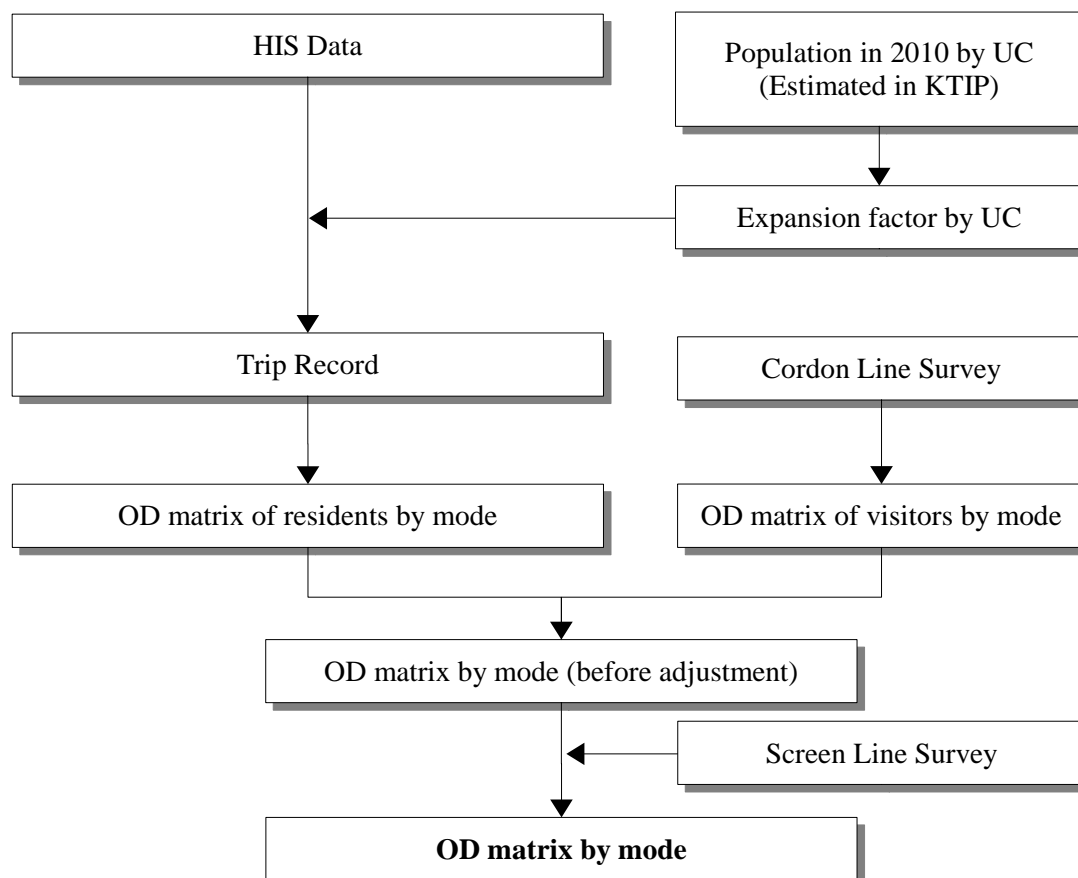 HIS Data
Population in 2010 by UC
(Estimated in KTIP)
Expansion factor by UC
Trip Record
Cordon Line Survey
OD matrix of residents by mode
OD matrix of visitors by mode
OD matrix by mode (before adjustment)
Screen Line Survey
OD matrix by mode